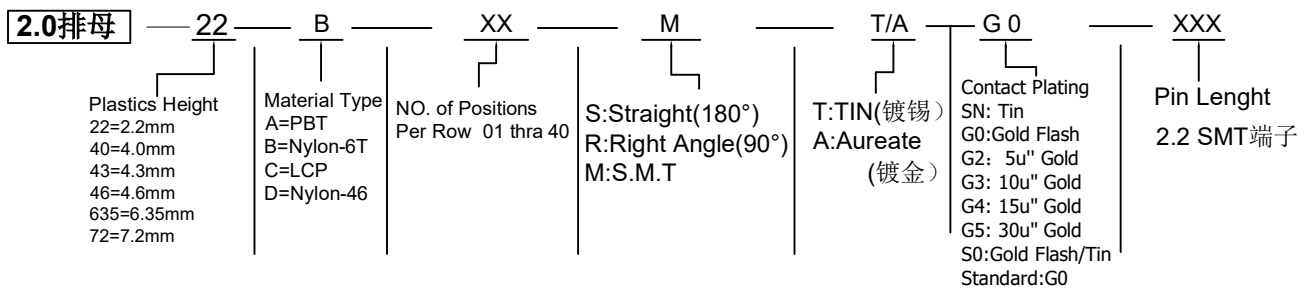 2.0排母 22 B XX M T/A G 0 XXX
Plastics Height
22=2.2mm
40=4.0mm
43=4.3mm
46=4.6mm
635=6.35mm
72=7.2mm
Material Type
A=PBT
B=Nylon-6T
C=LCP
D=Nylon-46
NO. of Positions
Per Row 01 thra 40
S:Straight(180°)
R:Right Angle(90°)
M:S.M.T
T:TIN(镀锡）
A:Aureate
(镀金）
Contact Plating
SN: Tin
G0:Gold Flash
G2： 5u" Gold
G3: 10u" Gold
G4: 15u" Gold
G5: 30u" Gold
S0:Gold Flash/Tin
Standard:G0
Pin Lenght
2.2 SMT端子